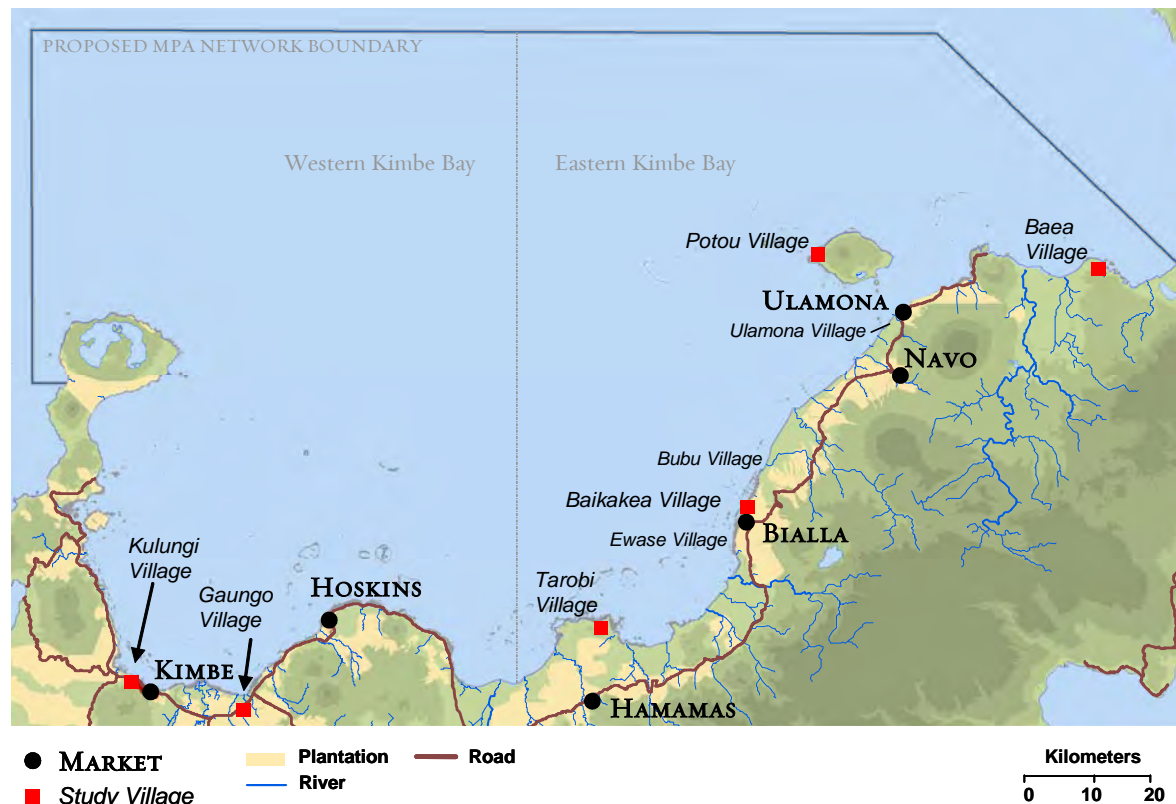 PROPOSED MPA NETWORK BOUNDARY
Western Kimbe Bay
Eastern Kimbe Bay
Potou Village
Baea
Village
ULAMONA
Ulamona Village
NAVO
Bubu Village
Baikakea Village
Ewase Village
BIALLA
Kulungi
Village
Gaungo
Village
HOSKINS
Tarobi
Village
KIMBE
HAMAMAS
MARKET
Study Village
Plantation
River
Road
Kilometers
0 10 20